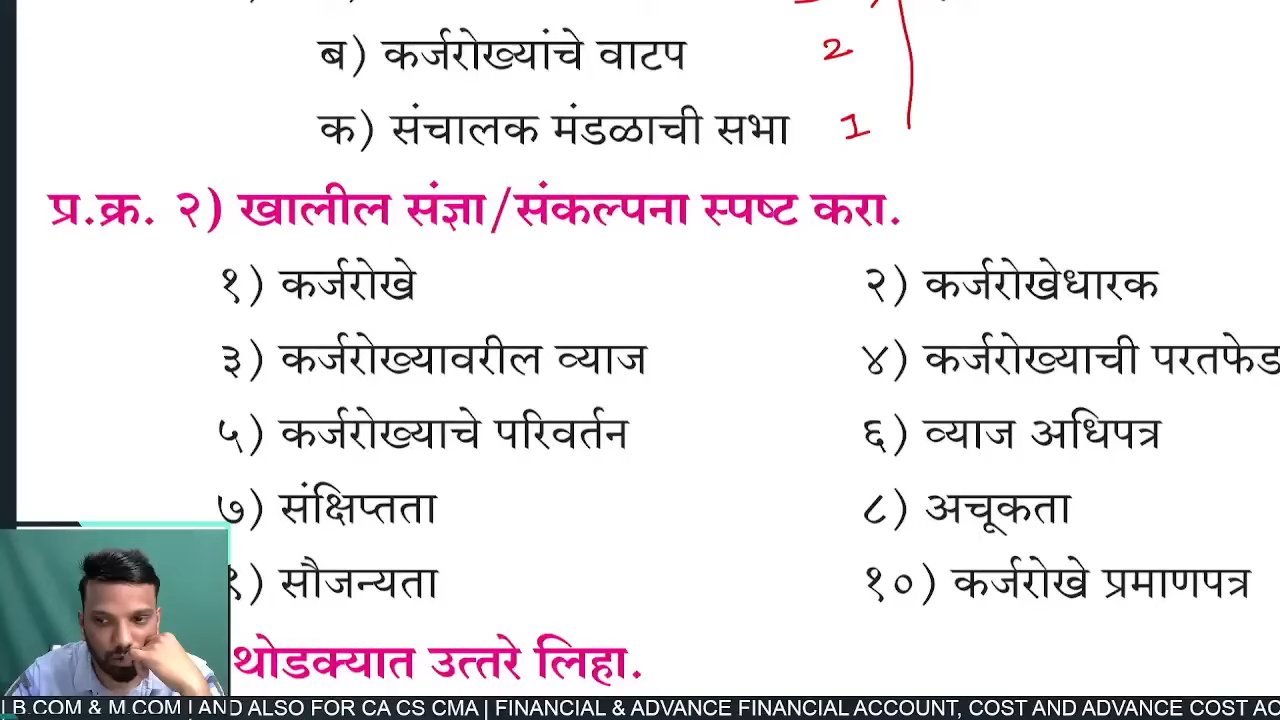 ब) कर्जरोख्यांचे वाटप 2
क) संचालक मंडळाची सभा 1
प्र.क्र. २) खालील संज्ञा/संकल्पना स्पष्ट करा.
१) कर्जरोखे २) कर्जरोखेधारक
३) कर्जरोख्यावरील व्याज ४) कर्जरोख्याची परतफेड
५) कर्जरोख्याचे परिवर्तन ६) व्याज अधिपत्र
७) संक्षिप्तता ८) अचूकता
९) सौजन्यता १०) कर्जरोखे प्रमाणपत्र
थोडक्यात उत्तरे लिहा.
B.COM & M.COM | AND ALSO FOR CA CS CMA | FINANCIAL & ADVANCE FINANCIAL ACCOUNT, COST AND ADVANCE COST AC